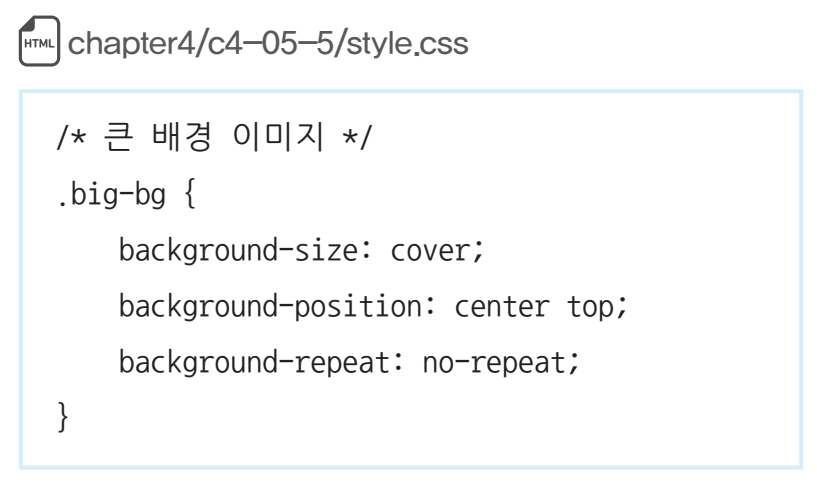 HTML chapter4/c4-05-5/style.css
/* 큰 배경 이미지 */
.big-bg {
    background-size: cover;
    background-position: center top;
    background-repeat: no-repeat;
}